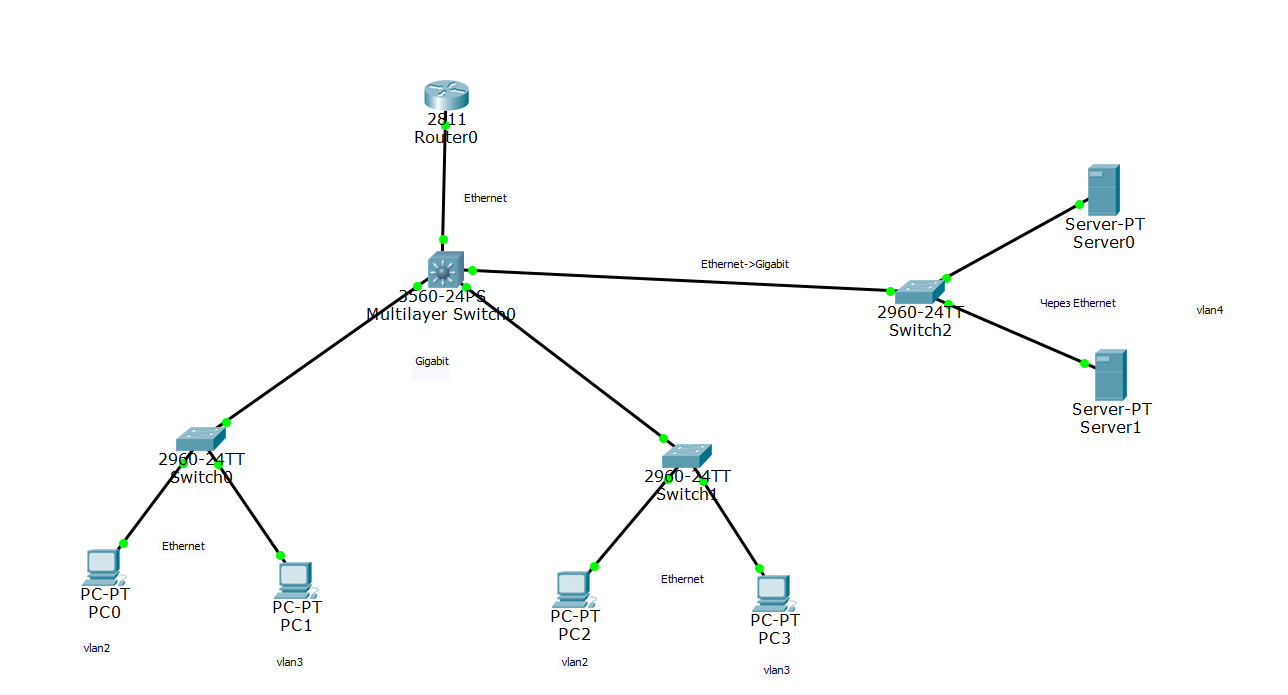 2811
Router0
Ethernet
Server-PT
Server0
Ethernet->Gigabit
3560-24PS
Multilayer Switch0
2960-24TT
Switch2
Через Ethernet
vlan4
Gigabit
Server-PT
Server1
2960-24TT
Switch0
2960-24TT
Switch1
Ethernet
Ethernet
PC-PT
PC0
PC-PT
PC1
PC-PT
PC2
PC-PT
PC3
vlan2
vlan3
vlan2
vlan3